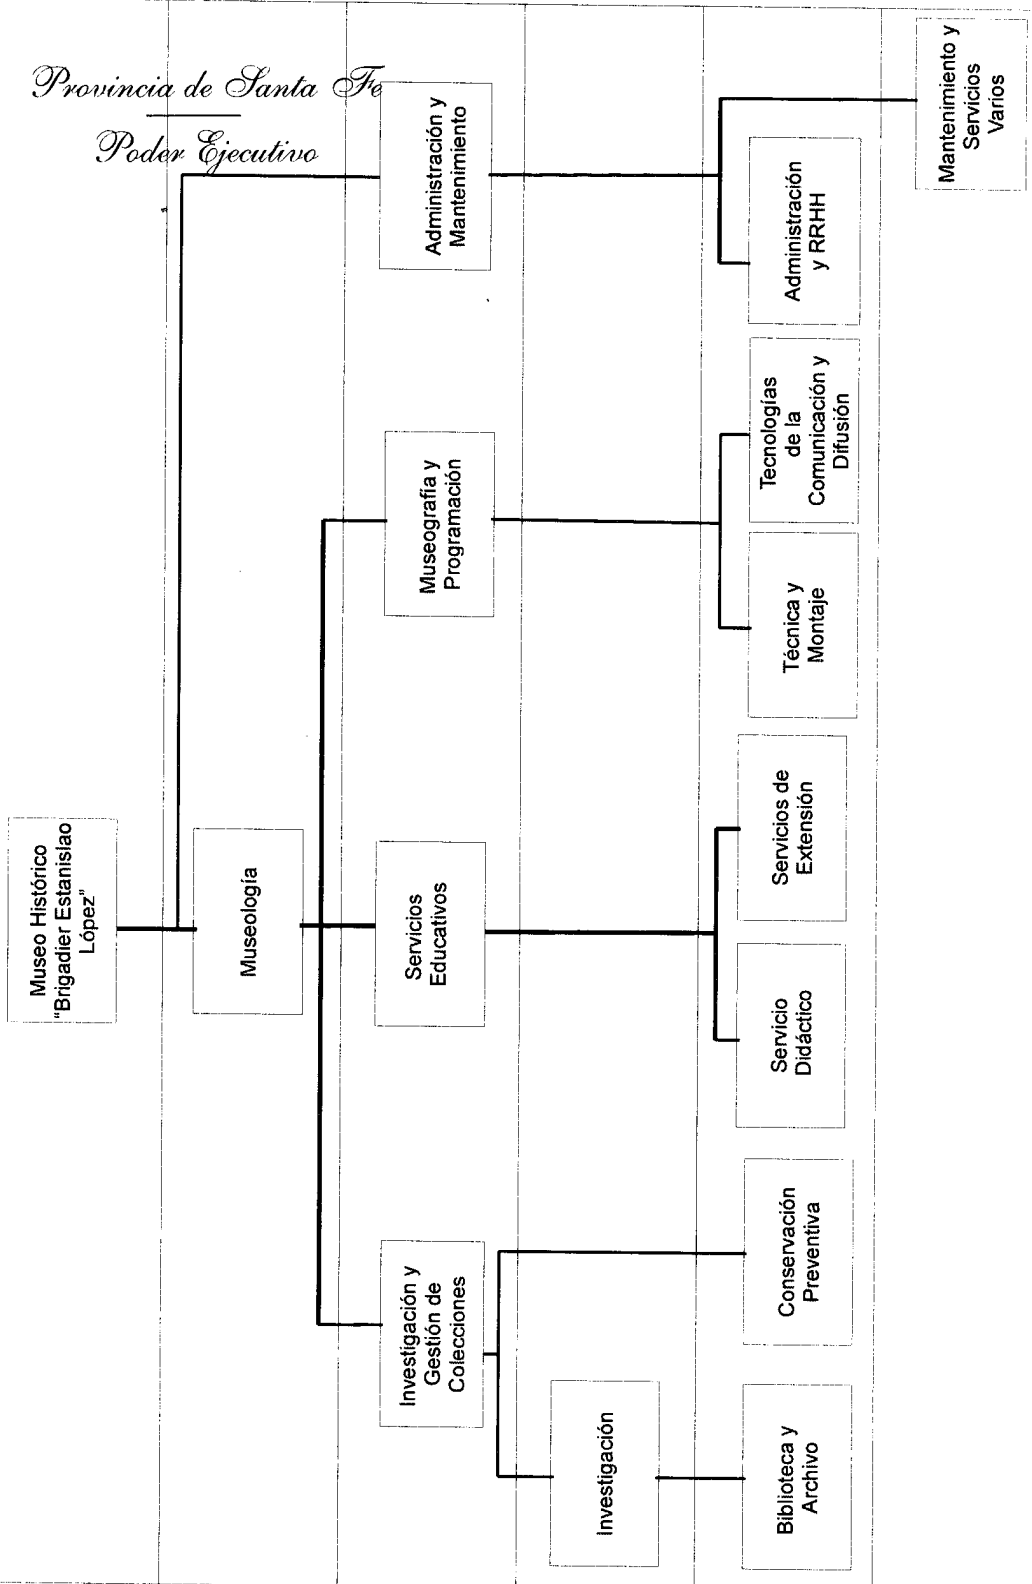 Provincia de Santa Fe
Poder Ejecutivo
Museo Histórico
"Brigadier Estanislao
López"
Museología
Administración y
Mantenimiento
Investigación y
Gestión de
Colecciones
Servicios
Educativos
Museografía y
Programación
Investigación
Biblioteca y
Archivo
Conservación
Preventiva
Servicio
Didáctico
Servicios de
Extensión
Técnica y
Montaje
Tecnologías
de la
Comunicación y
Difusión
Administración
y RRHH
Mantenimiento y
Servicios
Varios